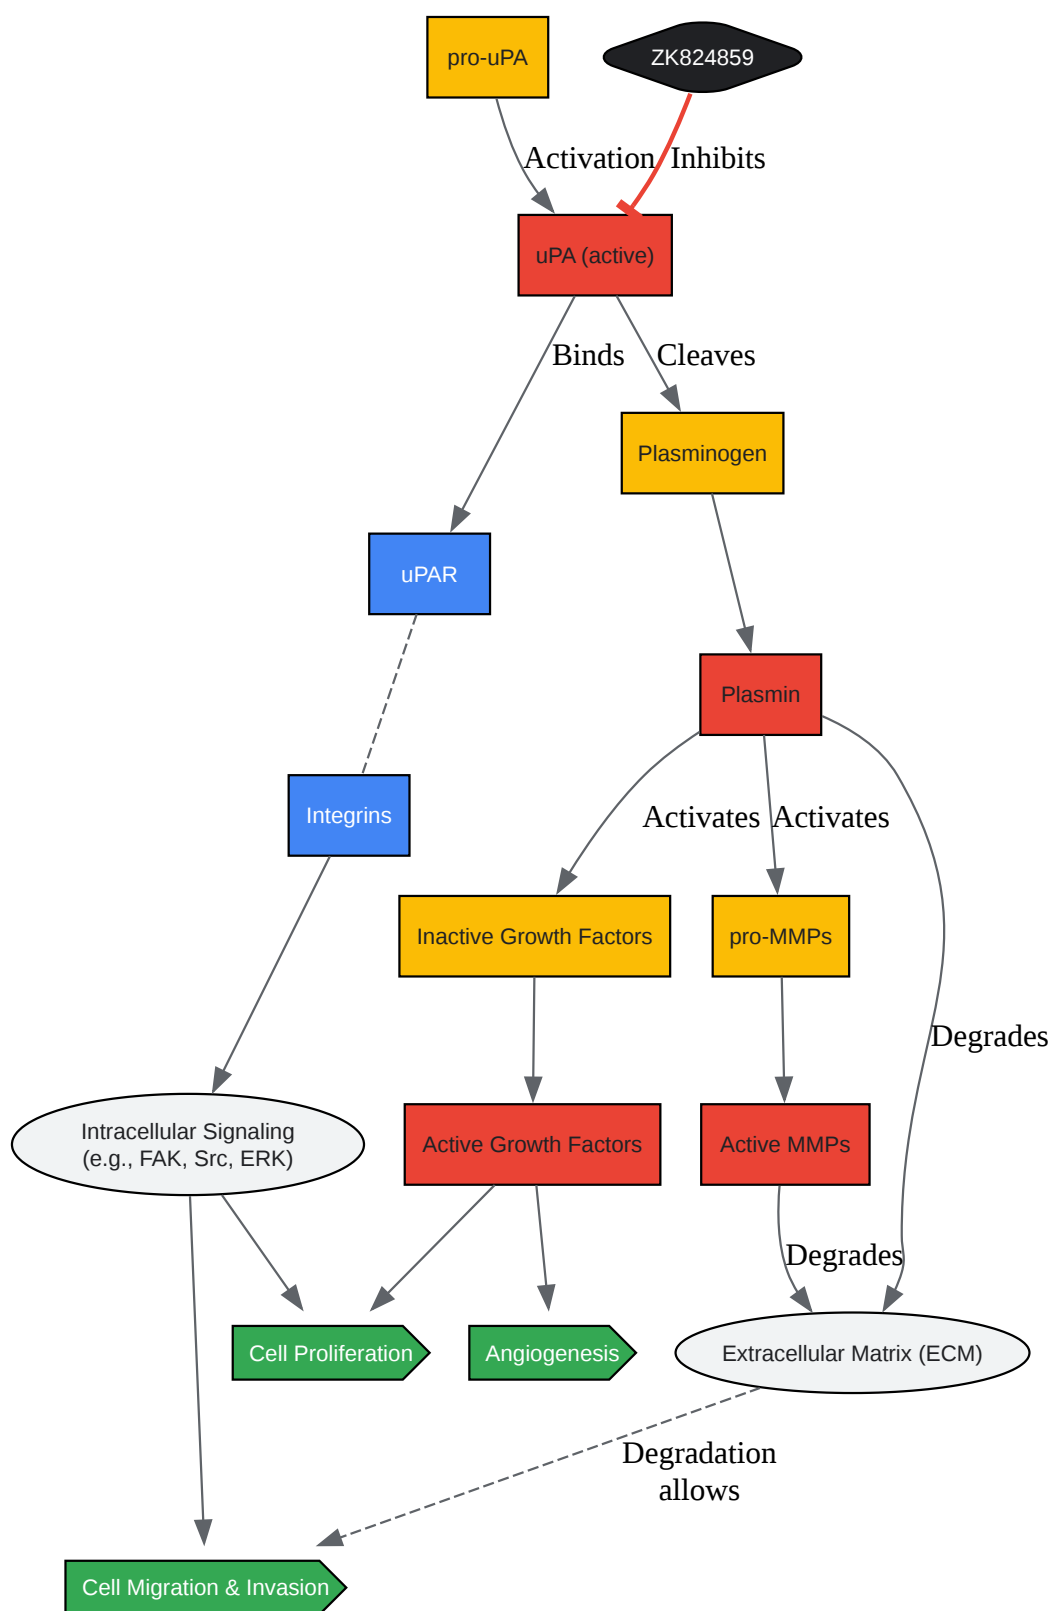 pro-uPA
ZK824859
Activation
Inhibits
uPA (active)
Binds
Cleaves
Plasminogen
uPAR
Plasmin
Integrins
Activates
Activates
Inactive Growth Factors
pro-MMPs
Degrades
Intracellular Signaling
(e.g., FAK, Src, ERK)
Active Growth Factors
Active MMPs
Degrades
Cell Proliferation
Angiogenesis
Extracellular Matrix (ECM)
Degradation
allows
Cell Migration & Invasion